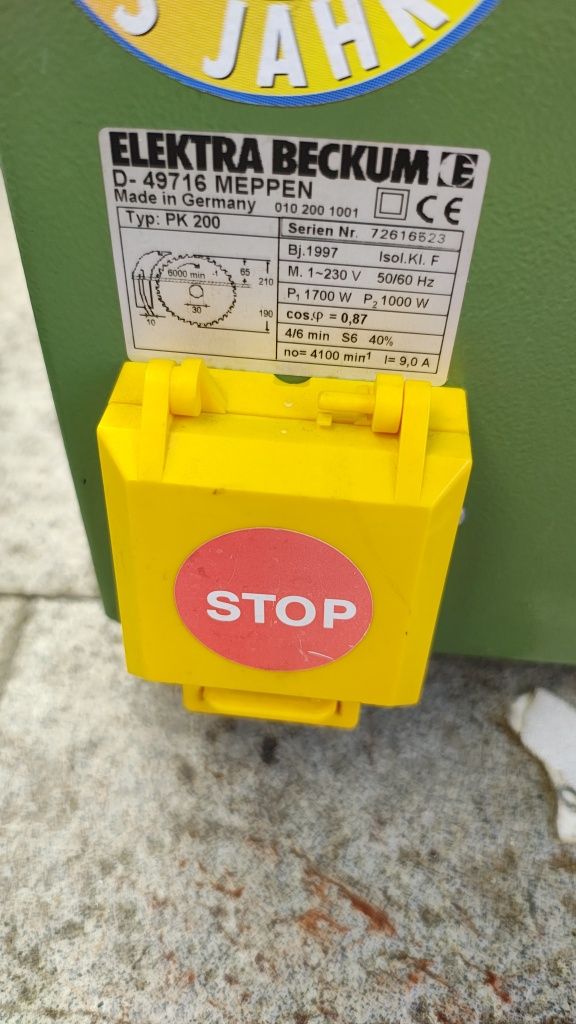 JAHR
ELEKTRA BECKUM E
D- 49716 MEPPEN
Made in Germany 010 200 1001 CE
Typ: PK 200
Serien Nr. 72616523
Bj.1997 Isol.Kl. F
M. 1~230 V 50/60 Hz
P1 1700 W P2 1000 W
cos.φ = 0,87
4/6 min S6 40%
no= 4100 min¹ I= 9,0 A
6000 min -1
65
210
30
190
10
STOP